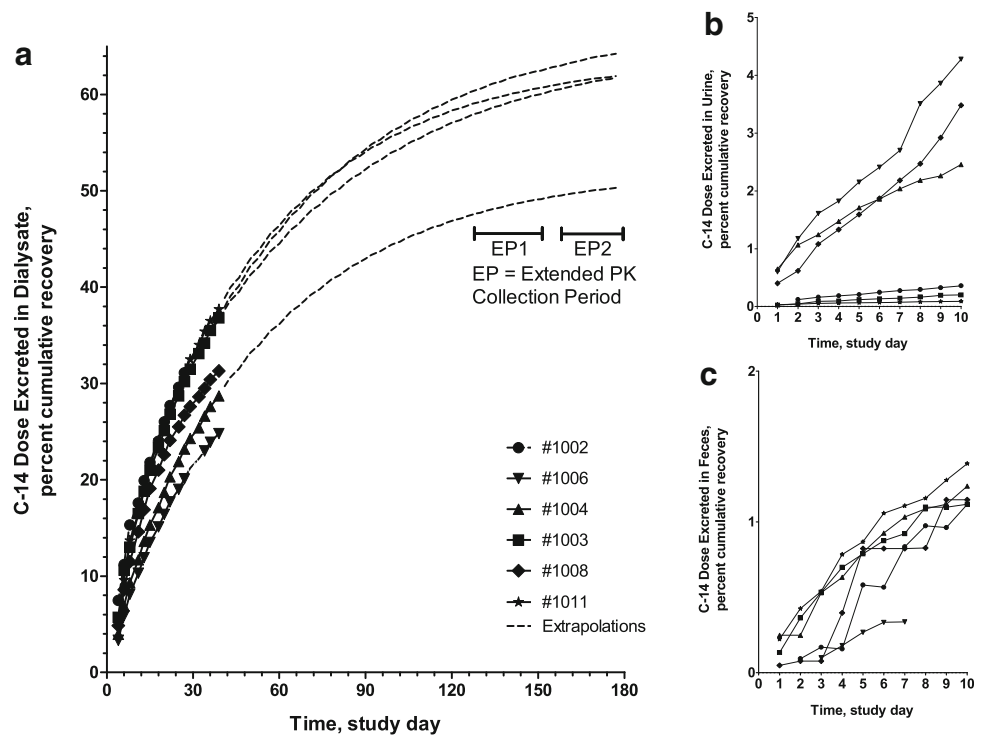 a
C-14 Dose Excreted in Dialysate,
percent cumulative recovery
60
50
40
30
20
10
0
0 30 60 90 120 150 180
Time, study day
EP1 EP2
EP = Extended PK
Collection Period
#1002
#1006
#1004
#1003
#1008
#1011
Extrapolations
b
C-14 Dose Excreted in Urine,
percent cumulative recovery
5
4
3
2
1
0
0 1 2 3 4 5 6 7 8 9 10
Time, study day
c
C-14 Dose Excreted in Feces,
percent cumulative recovery
2
1
0
0 1 2 3 4 5 6 7 8 9 10
Time, study day